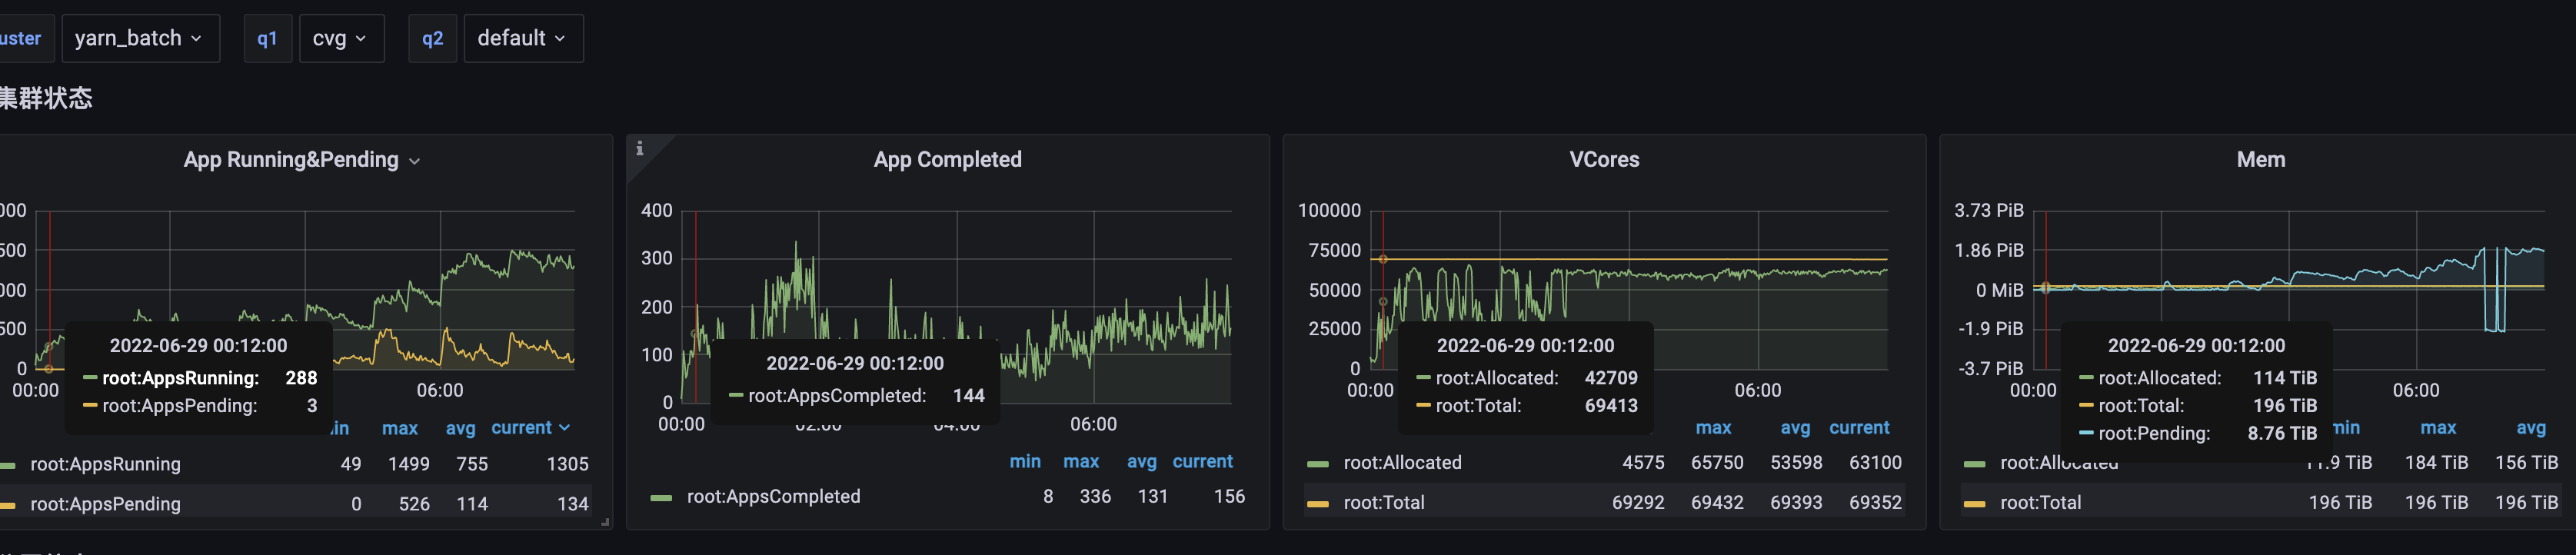 uster yarn_batch q1 cvg q2 default
集群状态
App Running&Pending
000
500
000
500
0
00:00 06:00
2022-06-29 00:12:00
root:AppsRunning: 288
root:AppsPending: 3
in max avg current
root:AppsRunning 49 1499 755 1305
root:AppsPending 0 526 114 134
i
App Completed
400
300
200
100
0
00:00 02:00 04:00 06:00
2022-06-29 00:12:00
root:AppsCompleted: 144
min max avg current
root:AppsCompleted 8 336 131 156
VCores
100000
75000
50000
25000
0
00:00 06:00
2022-06-29 00:12:00
root:Allocated: 42709
root:Total: 69413
max avg current
root:Allocated 4575 65750 53598 63100
root:Total 69292 69432 69393 69352
Mem
3.73 PiB
1.86 PiB
0 MiB
-1.9 PiB
-3.7 PiB
00:00 06:00
2022-06-29 00:12:00
root:Allocated: 114 TiB
root:Total: 196 TiB
root:Pending: 8.76 TiB
min max avg
root:Allocated 11.9 TiB 184 TiB 156 TiB
root:Total 196 TiB 196 TiB 196 TiB